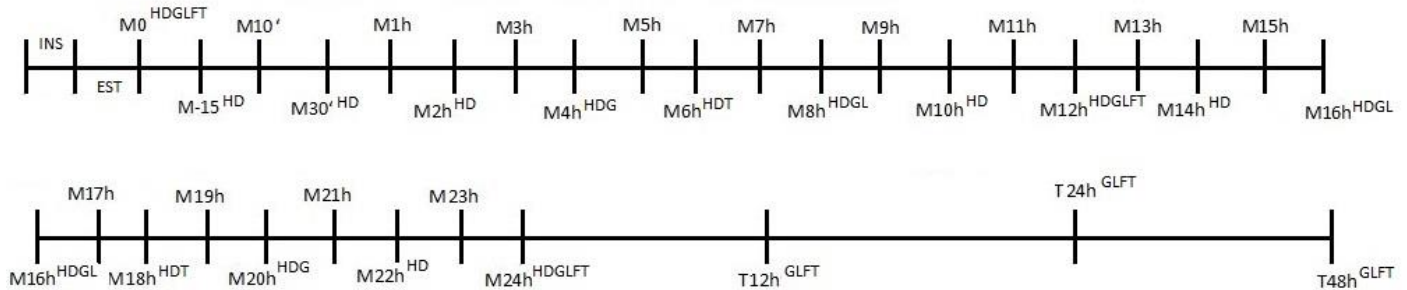 M0 HDGLFT M10‘ M1h M3h M5h M7h M9h M11h M13h M15h
INS
EST
M-15 HD M30‘ HD M2h HD M4h HDG M6h HDT M8h HDGL M10h HD M12h HDGLFT M14h HD M16h HDGL
M17h M19h M21h M23h T24h GLFT
M16h HDGL M18h HDT M20h HDG M22h HD M24h HDGLFT T12h GLFT T48h GLFT